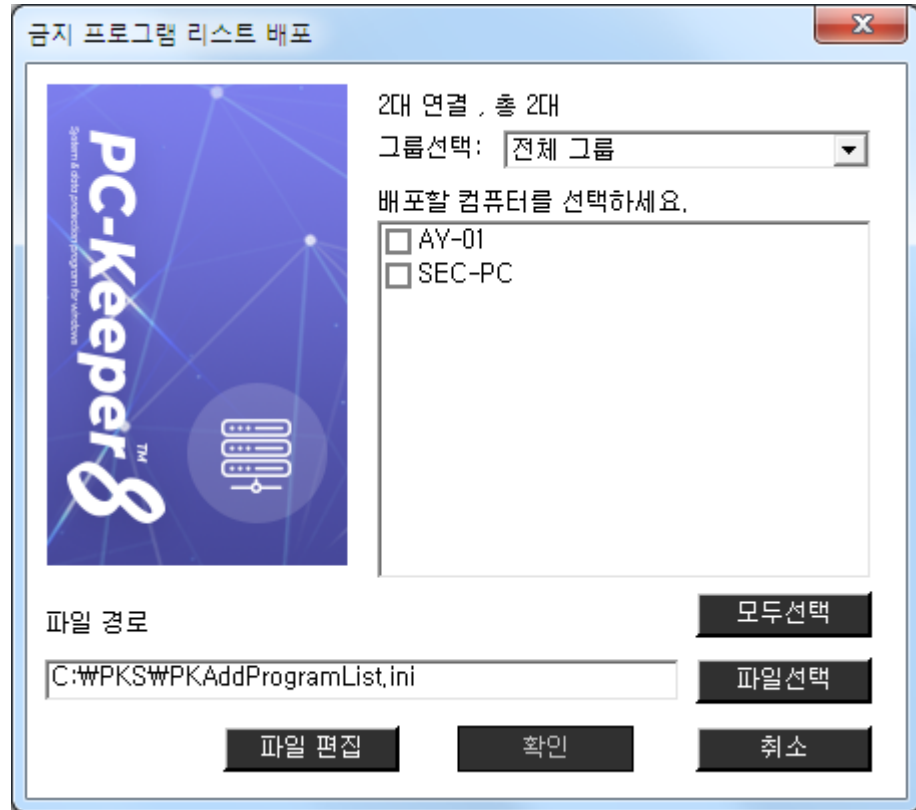 금지 프로그램 리스트 배포
PC-Keeper 8 TM
System & data protection program for windows
2대 연결 , 총 2대
그룹선택: 전체 그룹
배포할 컴퓨터를 선택하세요.
AY-01
SEC-PC
파일 경로
모두선택
C:₩PKS₩PKAddProgramList.ini
파일선택
파일 편집
확인
취소